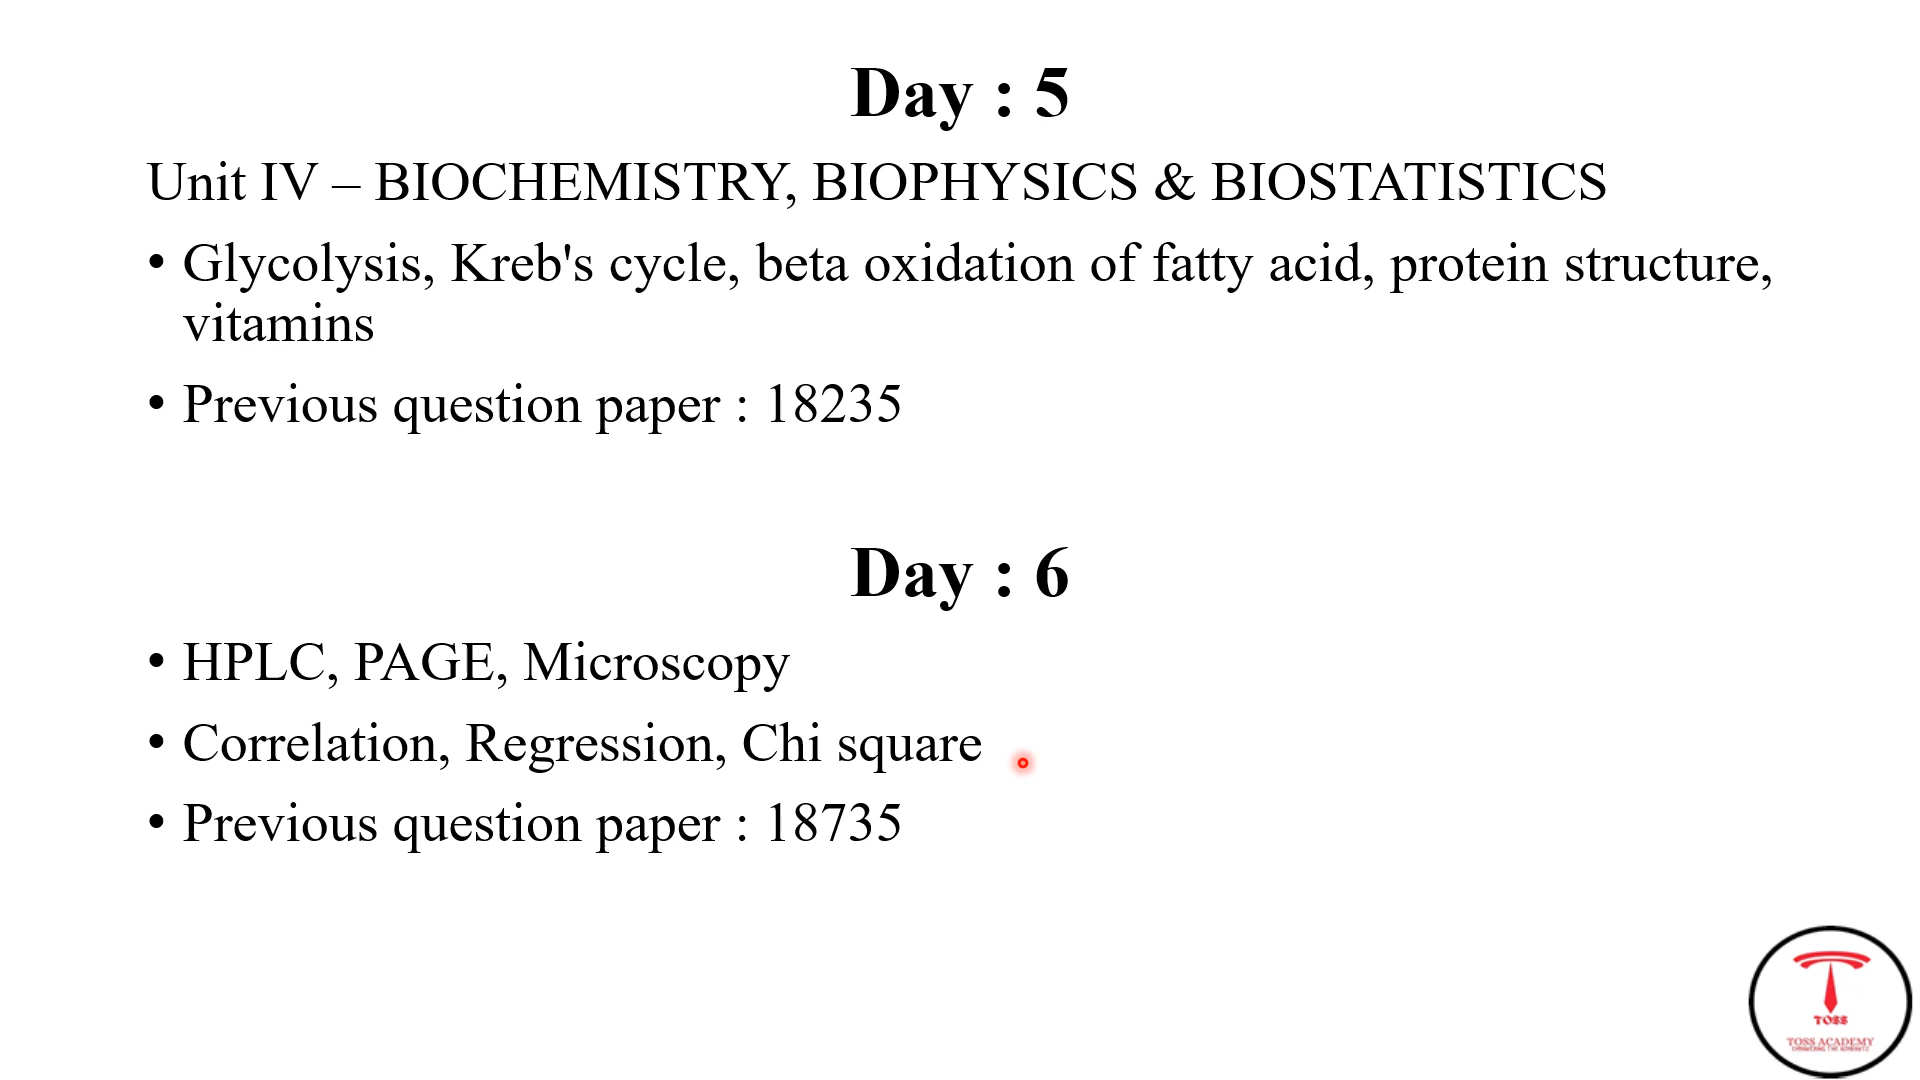 Day : 5
Unit IV – BIOCHEMISTRY, BIOPHYSICS & BIOSTATISTICS
• Glycolysis, Kreb's cycle, beta oxidation of fatty acid, protein structure,
vitamins
• Previous question paper : 18235
Day : 6
• HPLC, PAGE, Microscopy
• Correlation, Regression, Chi square
• Previous question paper : 18735
TOSS
TOSS ACADEMY